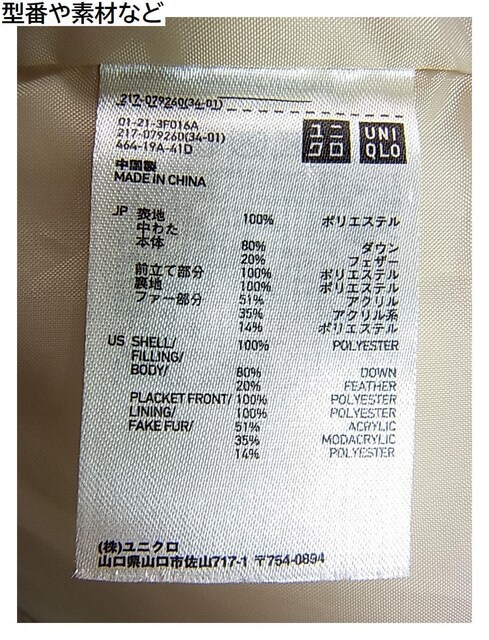 型番や素材など
217-079260(34-01)
01-21-3F016A
217-079260(34-01)
464-19A-41D
ユニクロ
UNIQLO
中国製
MADE IN CHINA
JP 表地 100% ポリエステル
中わた
本体 80% ダウン
20% フェザー
前立て部分 100% ポリエステル
裏地 100% ポリエステル
ファー部分 51% アクリル
35% アクリル系
14% ポリエステル
US SHELL/ 100% POLYESTER
FILLING/
BODY/ 80% DOWN
20% FEATHER
PLACKET FRONT/ 100% POLYESTER
LINING/ 100% POLYESTER
FAKE FUR/ 51% ACRYLIC
35% MODACRYLIC
14% POLYESTER
(株)ユニクロ
山口県山口市佐山717-1 〒754-0894